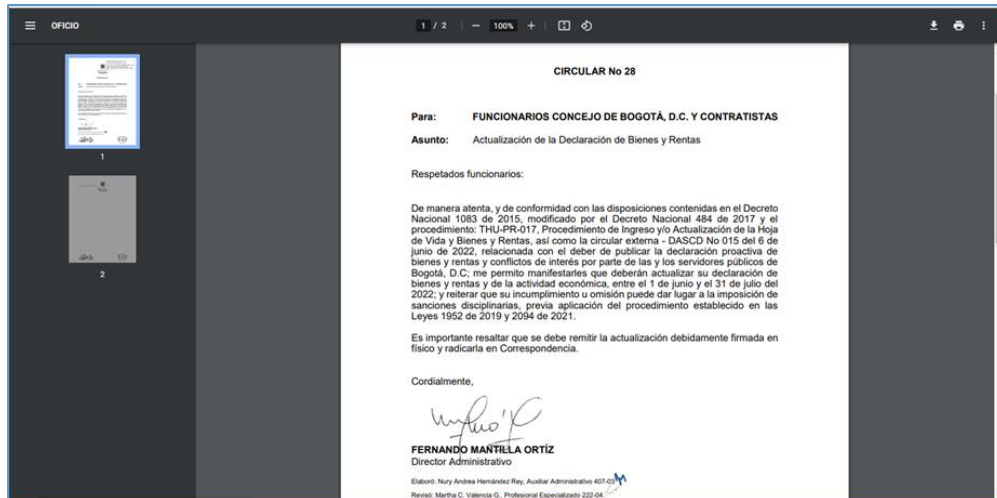 OFICIO
1 / 2
100%
1
2
CIRCULAR No 28
Para: FUNCIONARIOS CONCEJO DE BOGOTÁ, D.C. Y CONTRATISTAS
Asunto: Actualización de la Declaración de Bienes y Rentas
Respetados funcionarios:
De manera atenta, y de conformidad con las disposiciones contenidas en el Decreto
Nacional 1083 de 2015, modificado por el Decreto Nacional 484 de 2017 y el
procedimiento: THU-PR-017, Procedimiento de Ingreso y/o Actualización de la Hoja
de Vida y Bienes y Rentas, así como la circular externa - DASCD No 015 del 6 de
junio de 2022, relacionada con el deber de publicar la declaración proactiva de
bienes y rentas y conflictos de interés por parte de las y los servidores públicos de
Bogotá, D.C; me permito manifestarles que deberán actualizar su declaración de
bienes y rentas y de la actividad económica, entre el 1 de junio y el 31 de julio del
2022; y reiterar que su incumplimiento u omisión puede dar lugar a la imposición de
sanciones disciplinarias, previa aplicación del procedimiento establecido en las
Leyes 1952 de 2019 y 2094 de 2021.
Es importante resaltar que se debe remitir la actualización debidamente firmada en
físico y radicarla en Correspondencia.
Cordialmente,
FERNANDO MANTILLA ORTÍZ
Director Administrativo
Elaboró: Nury Andrea Hernández Rey, Auxiliar Administrativo 407-03
Revisó: Martha C. Valencia G., Profesional Especializado 222-04